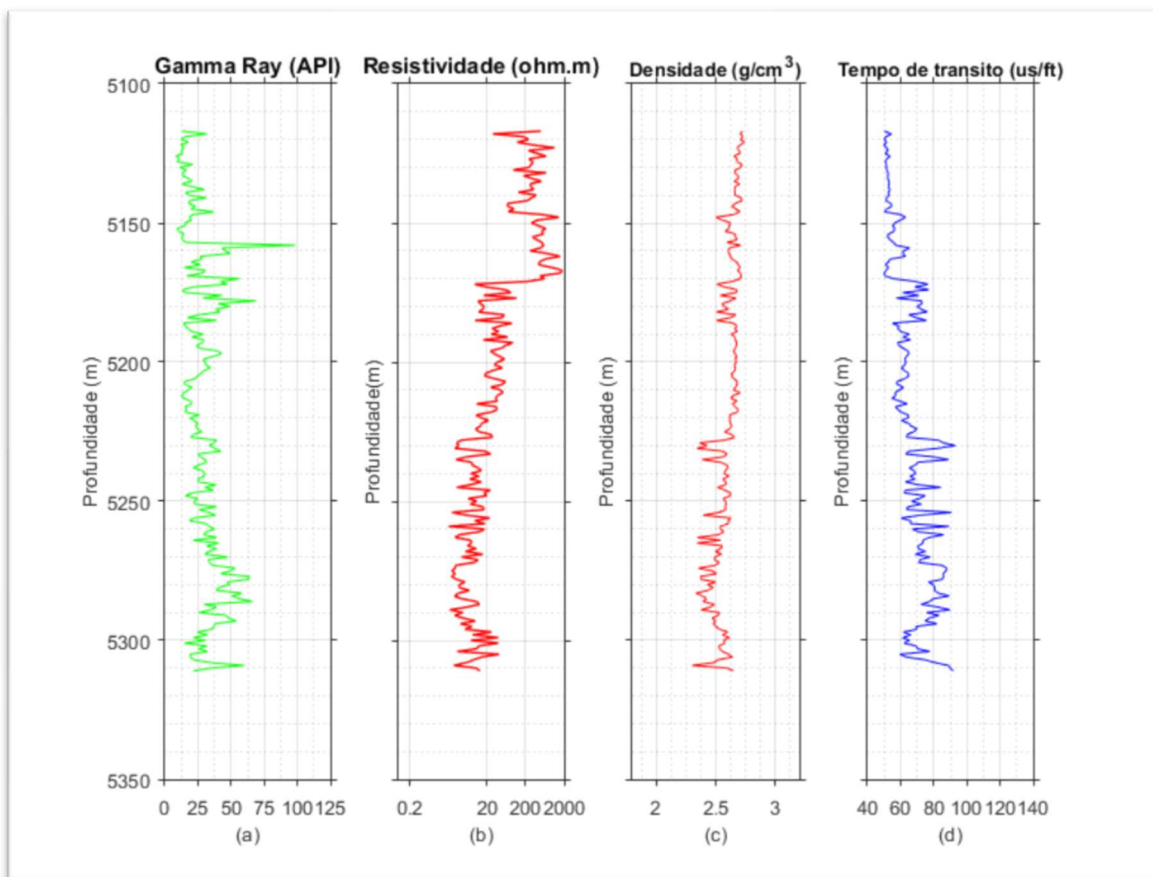 Gamma Ray (API) Resistividade (ohm.m) Densidade (g/cm³) Tempo de transito (us/ft)
5100
5150
5200
5250
5300
5350
Profundidade (m)
Profundidade(m)
Profundidade (m)
Profundidade (m)
0 25 50 75 100 125
0.2 20 200 2000
2 2.5 3
40 60 80 100 120 140
(a) (b) (c) (d)